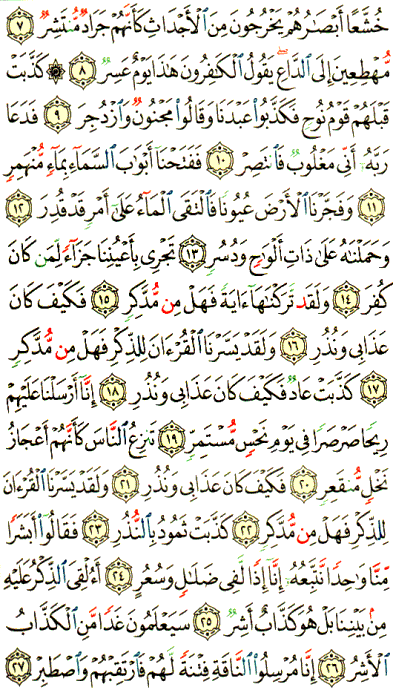 خُشَّعًا أَبْصَٰرُهُمْ يَخْرُجُونَ مِنَ ٱلْأَجْدَاثِ كَأَنَّهُمْ جَرَادٌ مُّنتَشِرٌ ٧
مُّهْطِعِينَ إِلَى ٱلدَّاعِ ۖ يَقُولُ ٱلْكَٰفِرُونَ هَٰذَا يَوْمٌ عَسِرٌ ٨ ۞ كَذَّبَتْ
قَبْلَهُمْ قَوْمُ نُوحٍ فَكَذَّبُوا۟ عَبْدَنَا وَقَالُوا۟ مَجْنُونٌ وَٱزْدُجِرَ ٩ فَدَعَا
رَبَّهُۥٓ أَنِّى مَغْلُوبٌ فَٱنتَصِرْ ١٠ فَفَتَحْنَآ أَبْوَٰبَ ٱلسَّمَآءِ بِمَآءٍ مُّنْهَمِرٍ
١١ وَفَجَّرْنَا ٱلْأَرْضَ عُيُونًا فَٱلْتَقَى ٱلْمَآءُ عَلَىٰٓ أَمْرٍ قَدْ قُدِرَ ١٢
وَحَمَلْنَٰهُ عَلَىٰ ذَاتِ أَلْوَٰحٍ وَدُسُرٍ ١٣ تَجْرِى بِأَعْيُنِنَا جَزَآءً لِّمَن كَانَ
كُفِرَ ١٤ وَلَقَد تَّرَكْنَٰهَآ ءَايَةً فَهَلْ مِن مُّدَّكِرٍ ١٥ فَكَيْفَ كَانَ
عَذَابِى وَنُذُرِ ١٦ وَلَقَدْ يَسَّرْنَا ٱلْقُرْءَانَ لِلذِّكْرِ فَهَلْ مِن مُّدَّكِرٍ
١٧ كَذَّبَتْ عَادٌ فَكَيْفَ كَانَ عَذَابِى وَنُذُرِ ١٨ إِنَّآ أَرْسَلْنَا عَلَيْهِمْ
رِيحًا صَرْصَرًا فِى يَوْمِ نَحْسٍ مُّسْتَمِرٍّ ١٩ تَنزِعُ ٱلنَّاسَ كَأَنَّهُمْ أَعْجَازُ
نَخْلٍ مُّنقَعِرٍ ٢٠ فَكَيْفَ كَانَ عَذَابِى وَنُذُرِ ٢١ وَلَقَدْ يَسَّرْنَا ٱلْقُرْءَانَ
لِلذِّكْرِ فَهَلْ مِن مُّدَّكِرٍ ٢٢ كَذَّبَتْ ثَمُودُ بِٱلنُّذُرِ ٢٣ فَقَالُوٓا۟ أَبَشَرًا
مِّنَّا وَٰحِدًا نَّتَّبِعُهُۥٓ إِنَّآ إِذًا لَّفِى ضَلَٰلٍ وَسُعُرٍ ٢٤ أَءُلْقِىَ ٱلذِّكْرُ عَلَيْهِ
مِنۢ بَيْنِنَا بَلْ هُوَ كَذَّابٌ أَشِرٌ ٢٥ سَيَعْلَمُونَ غَدًا مَّنِ ٱلْكَذَّابُ
ٱلْأَشِرُ ٢٦ إِنَّا مُرْسِلُوا۟ ٱلنَّاقَةِ فِتْنَةً لَّهُمْ فَٱرْتَقِبْهُمْ وَٱصْطَبِرْ ٢٧